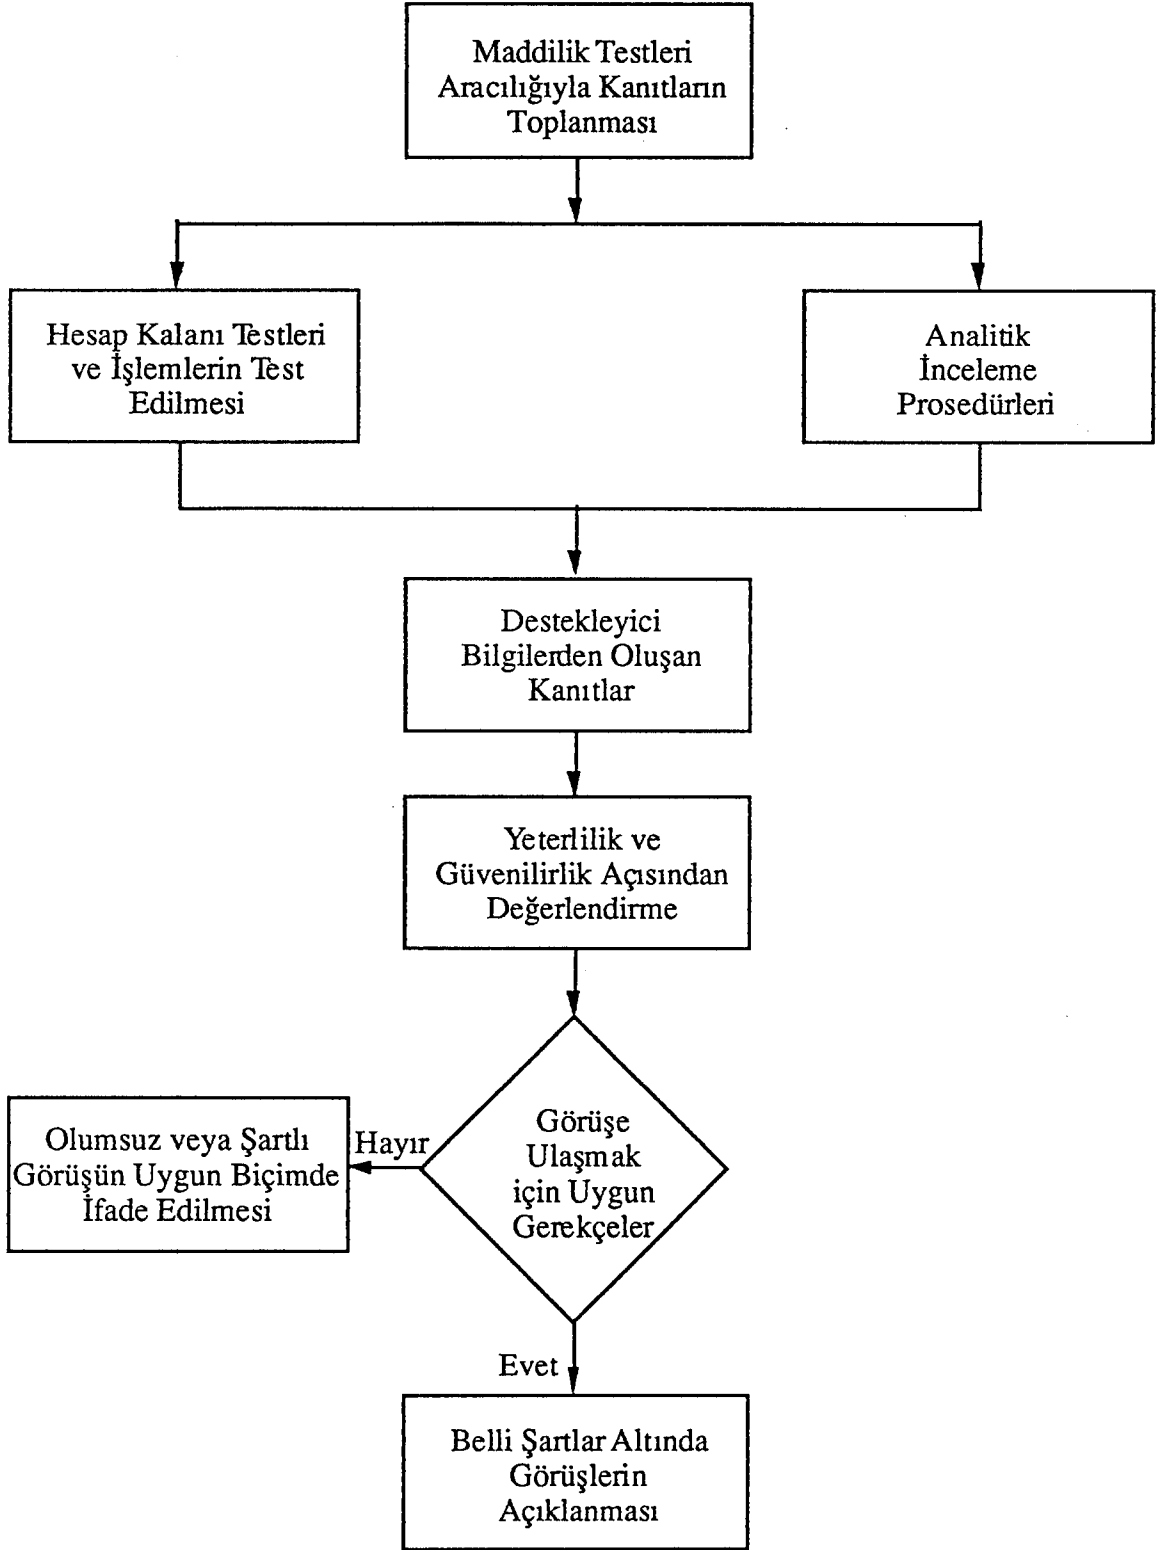 Maddilik Testleri
Aracılığıyla Kanıtların
Toplanması
Hesap Kalanı Testleri
ve İşlemlerin Test
Edilmesi
Analitik
İnceleme
Prosedürleri
Destekleyici
Bilgilerden Oluşan
Kanıtlar
Yeterlilik ve
Güvenilirlik Açısından
Değerlendirme
Görüşe
Ulaşmak
için Uygun
Gerekçeler
Hayır
Olumsuz veya Şartlı
Görüşün Uygun Biçimde
İfade Edilmesi
Evet
Belli Şartlar Altında
Görüşlerin
Açıklanması